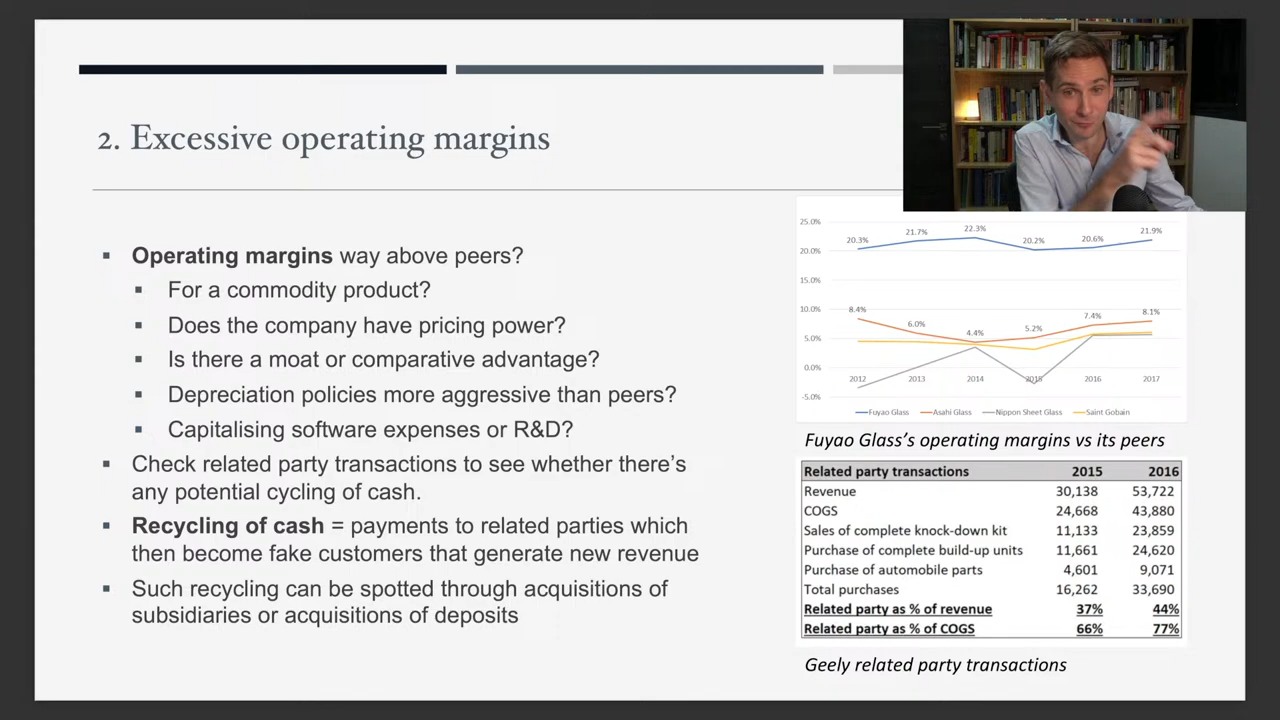 2. Excessive operating margins
▪ Operating margins way above peers?
▪ For a commodity product?
▪ Does the company have pricing power?
▪ Is there a moat or comparative advantage?
▪ Depreciation policies more aggressive than peers?
▪ Capitalising software expenses or R&D?
▪ Check related party transactions to see whether there's
any potential cycling of cash.
▪ Recycling of cash = payments to related parties which
then become fake customers that generate new revenue
▪ Such recycling can be spotted through acquisitions of
subsidiaries or acquisitions of deposits
25.0%
20.3% 21.7% 22.3% 20.2% 20.6% 21.9%
20.0%
15.0%
10.0%
8.4% 6.0% 4.4% 5.2% 7.4% 8.1%
5.0%
0.0%
2012 2013 2014 2015 2016 2017
-5.0%
Fuyao Glass Asahi Glass Nippon Sheet Glass Saint Gobain
Fuyao Glass's operating margins vs its peers
Related party transactions 2015 2016
Revenue 30,138 53,722
COGS 24,668 43,880
Sales of complete knock-down kit 11,133 23,859
Purchase of complete build-up units 11,661 24,620
Purchase of automobile parts 4,601 9,071
Total purchases 16,262 33,690
Related party as % of revenue 37% 44%
Related party as % of COGS 66% 77%
Geely related party transactions